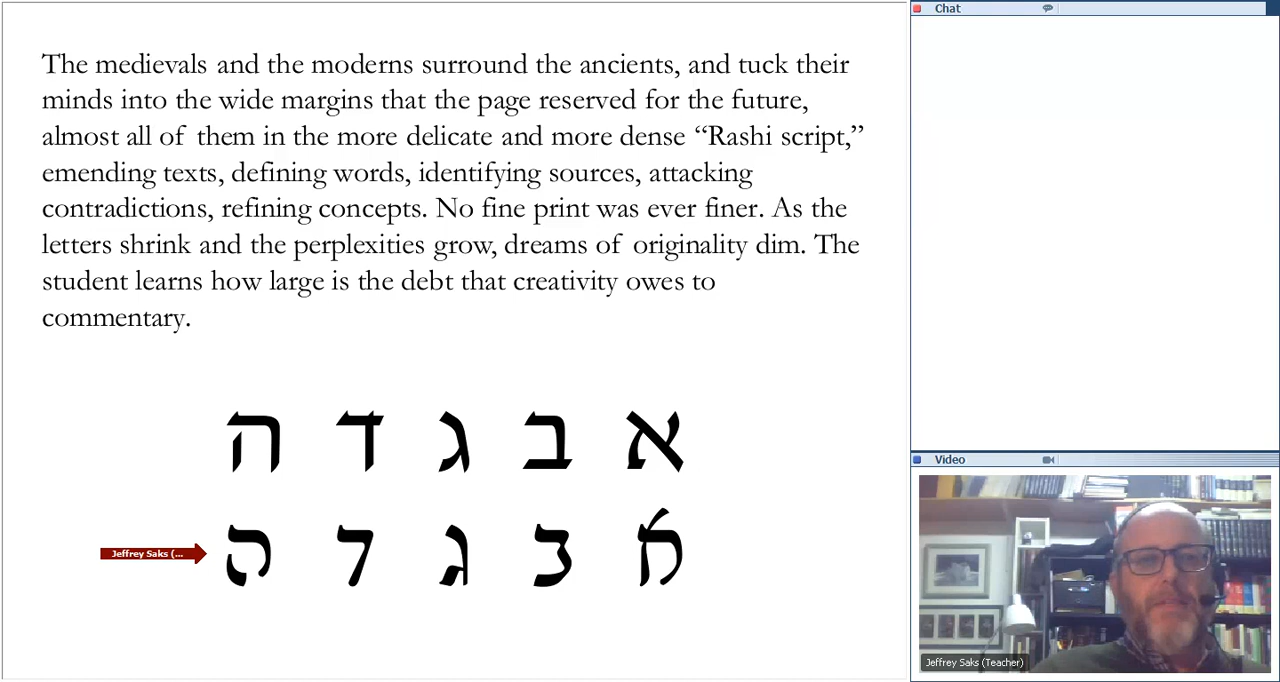 The medievals and the moderns surround the ancients, and tuck their
minds into the wide margins that the page reserved for the future,
almost all of them in the more delicate and more dense “Rashi script,”
emending texts, defining words, identifying sources, attacking
contradictions, refining concepts. No fine print was ever finer. As the
letters shrink and the perplexities grow, dreams of originality dim. The
student learns how large is the debt that creativity owes to
commentary.
א ב ג ד ה
א ב ג ד ה
Jeffrey Saks (...
Chat
Video
Jeffrey Saks (Teacher)